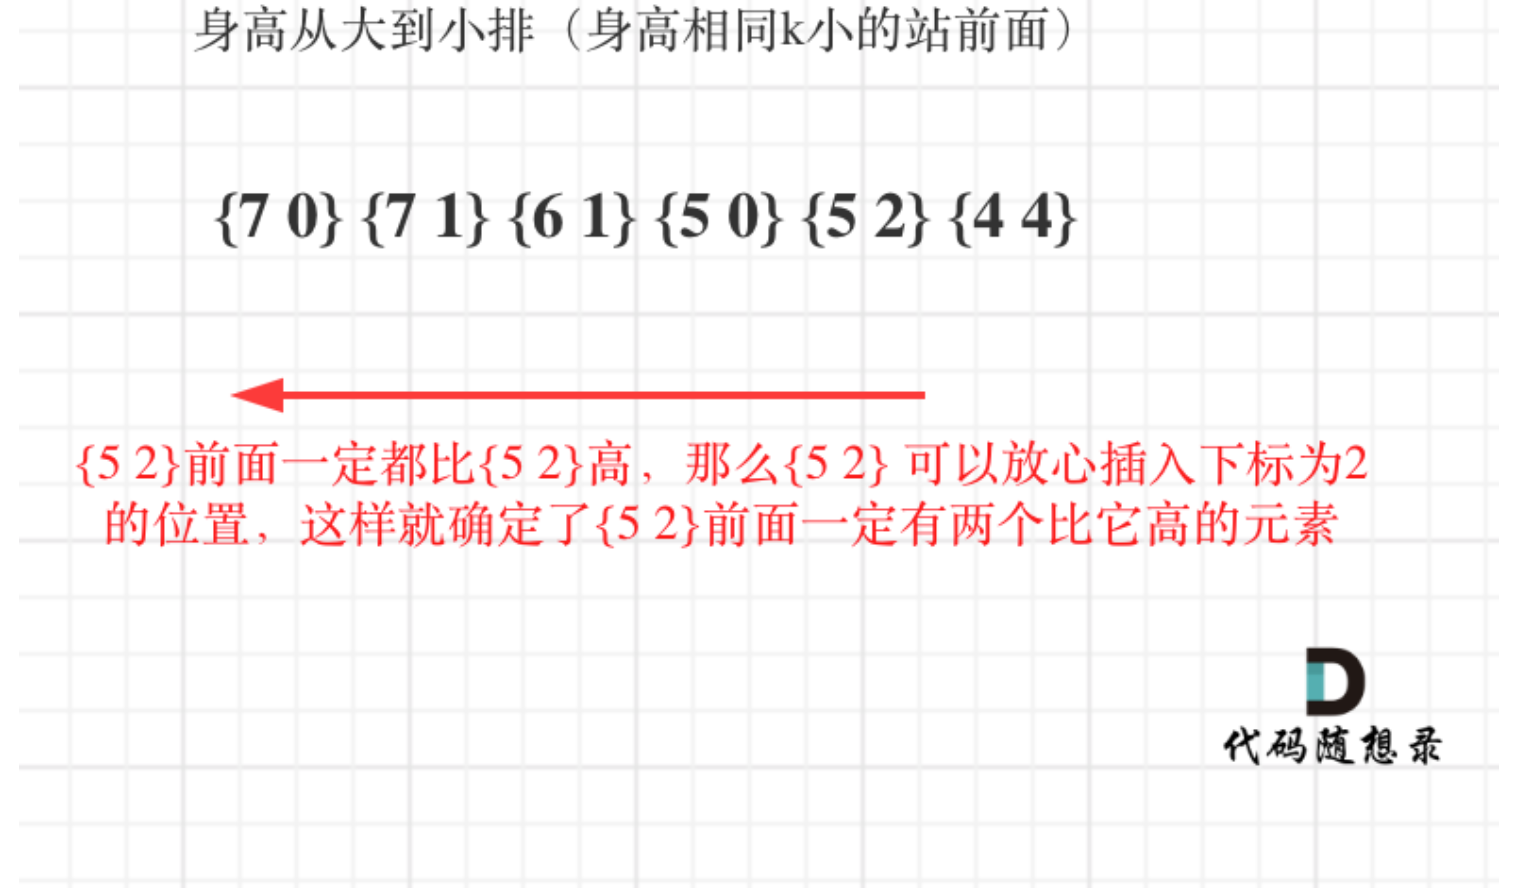 身高从大到小排（身高相同k小的站前面）
{7 0} {7 1} {6 1} {5 0} {5 2} {4 4}
{5 2}前面一定都比{5 2}高，那么{5 2} 可以放心插入下标为2
的位置，这样就确定了{5 2}前面一定有两个比它高的元素
代码随想录